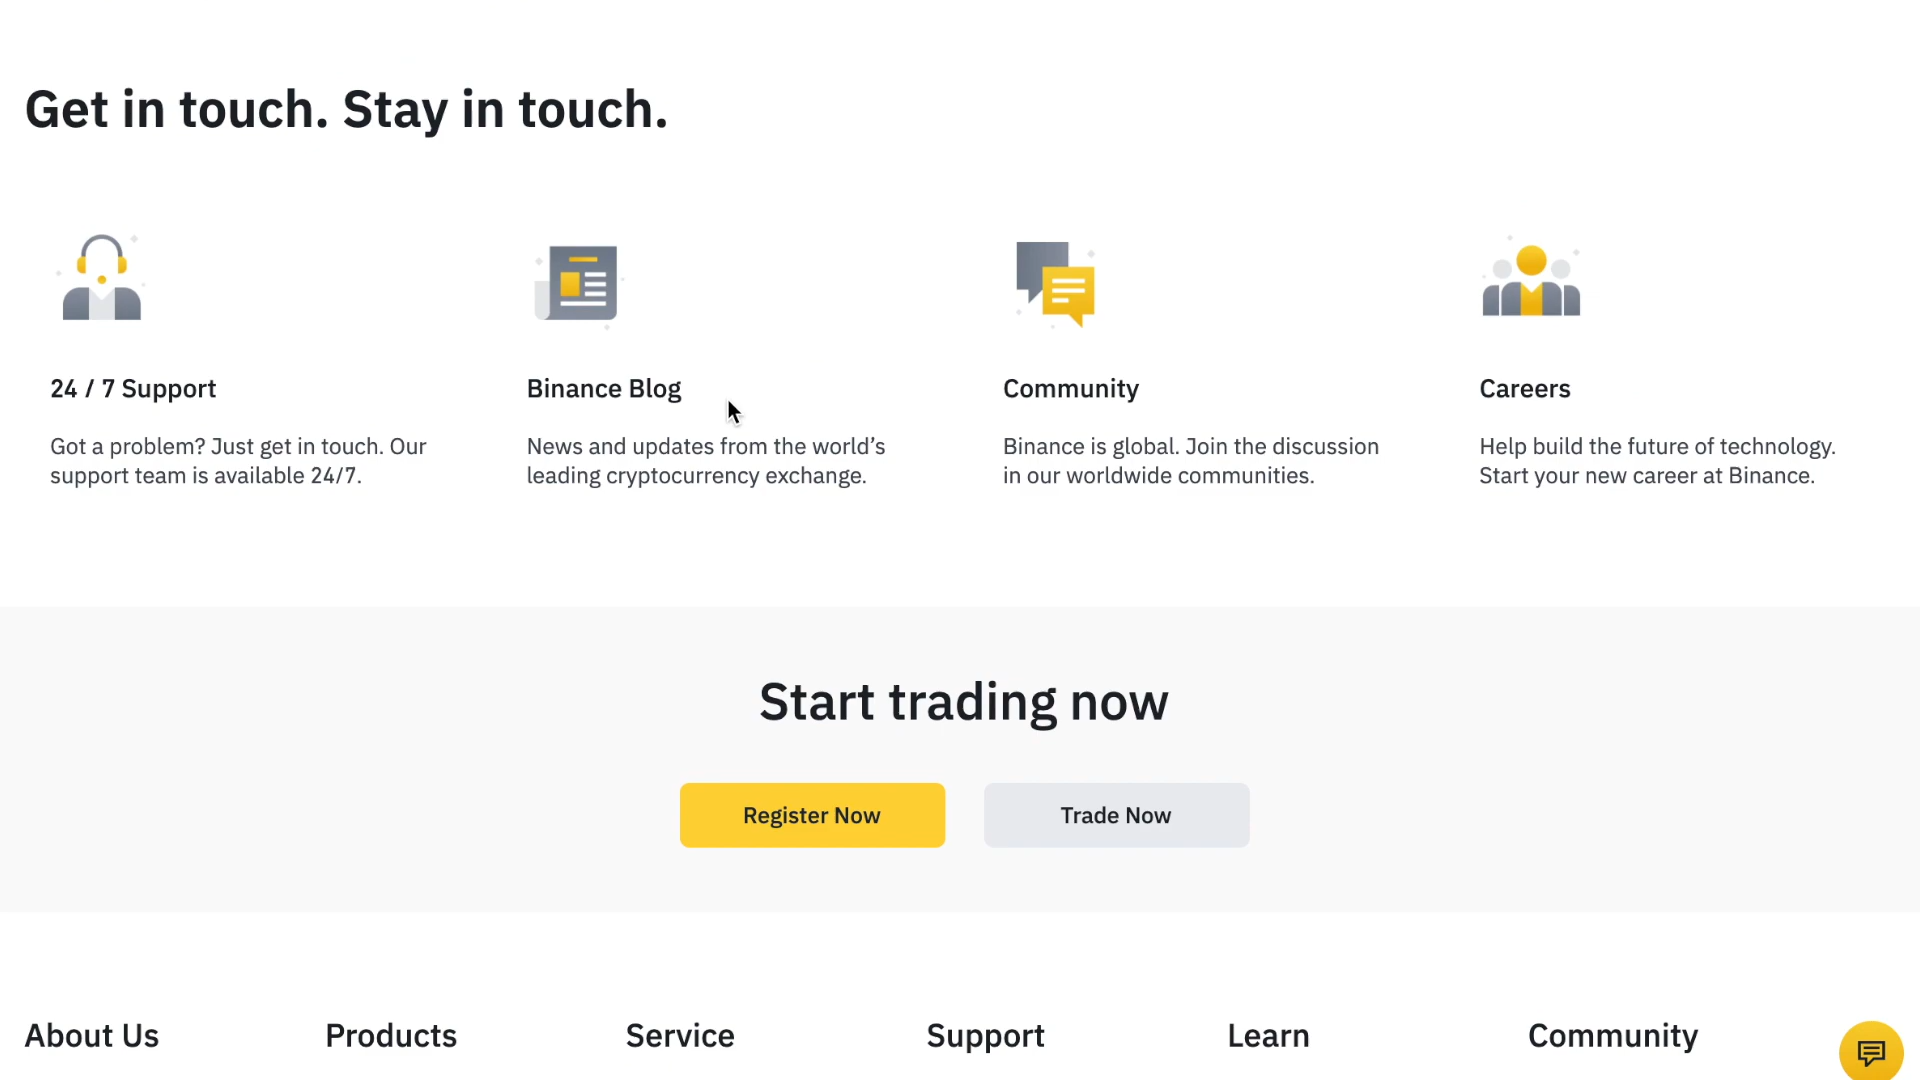 Get in touch. Stay in touch.
24 / 7 Support
Got a problem? Just get in touch. Our
support team is available 24/7.
Binance Blog
News and updates from the world’s
leading cryptocurrency exchange.
Community
Binance is global. Join the discussion
in our worldwide communities.
Careers
Help build the future of technology.
Start your new career at Binance.
Start trading now
Register Now
Trade Now
About Us
Products
Service
Support
Learn
Community